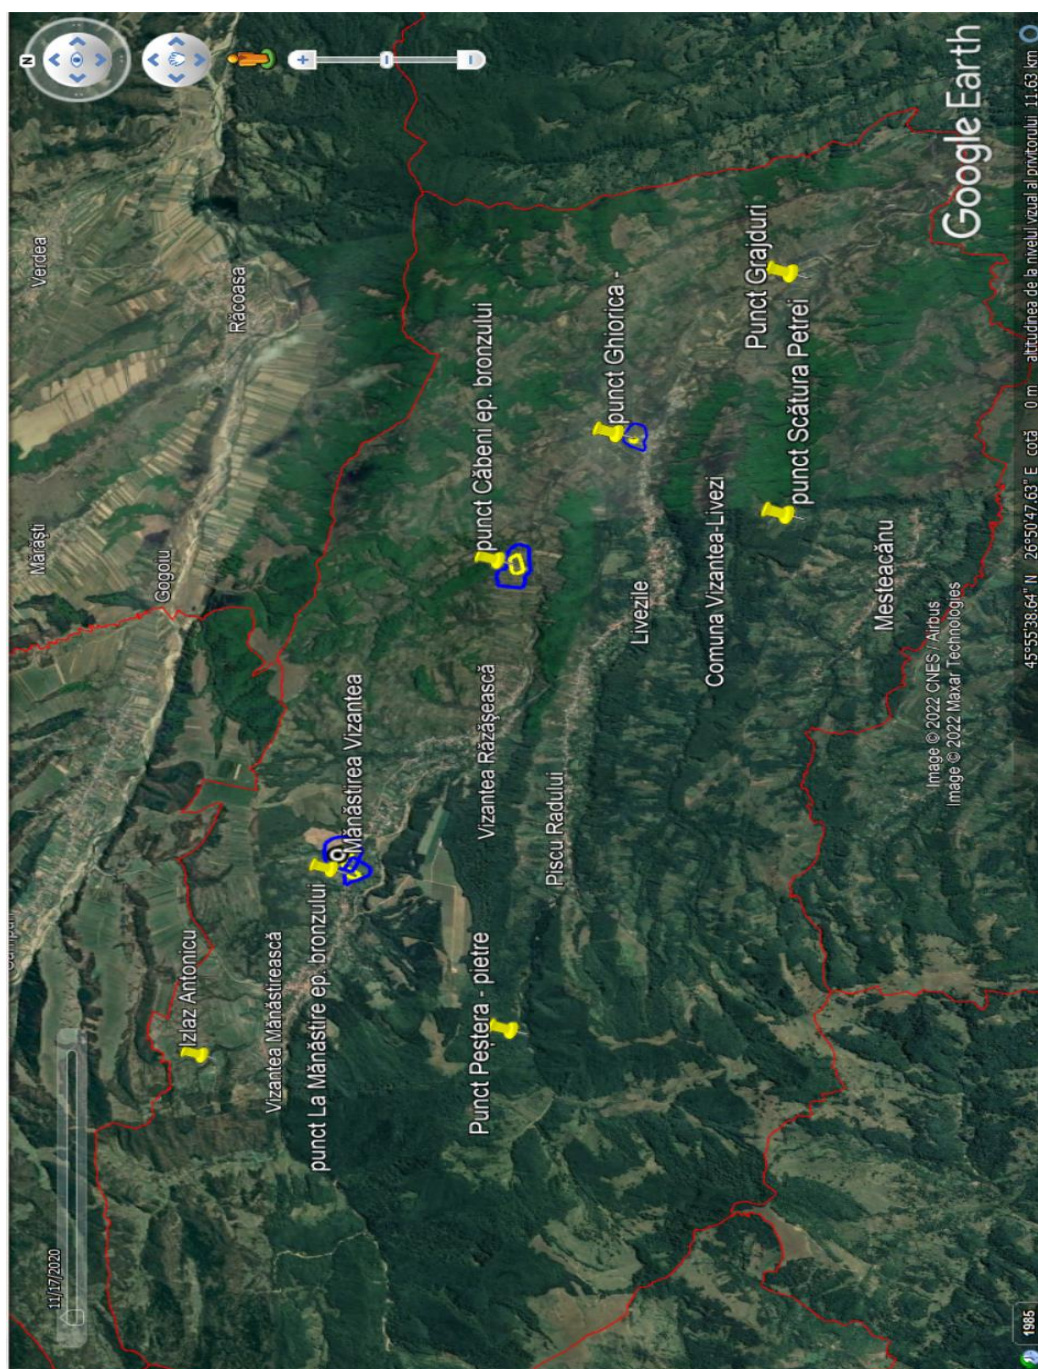 N
11/17/2020
Mărăști
Verdea
Gogoiu
Izlaz Antonicu
Răcoasa
Vizantea Mănăstirească
punct La Mănăstire ep. bronzului
Mănăstirea Vizantea
Punct Peștera - pietre
Vizantea Răzășească
punct Căbeni ep. bronzului
Piscu Radului
punct Ghiorica -
Livezile
Comuna Vizantea-Livezi
Punct Grajduri
punct Scătura Petrei
Mesteacănu
Image © 2022 CNES / Airbus
Image © 2022 Maxar Technologies
Google Earth
1985
45°55'38.64" N 26°50'47.63" E cotă 0 m altitudinea de la nivelul vizual al privitorului 11.63 km